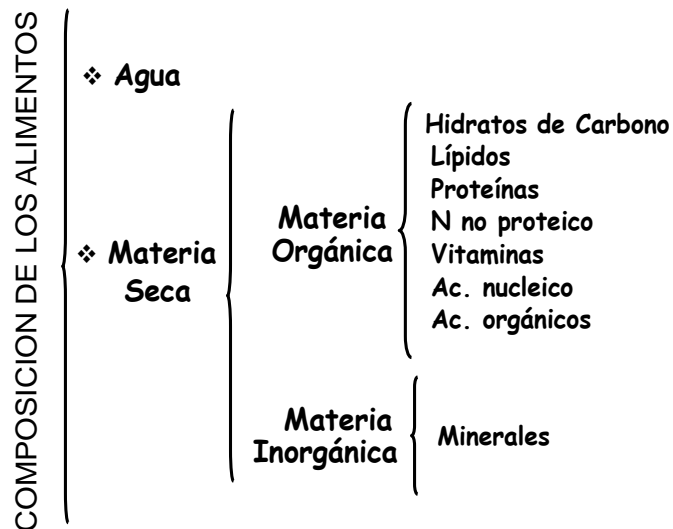 COMPOSICION DE LOS ALIMENTOS
❖ Agua
❖ Materia
Seca
Materia
Orgánica
Hidratos de Carbono
Lípidos
Proteínas
N no proteico
Vitaminas
Ac. nucleico
Ac. orgánicos
Materia
Inorgánica
Minerales